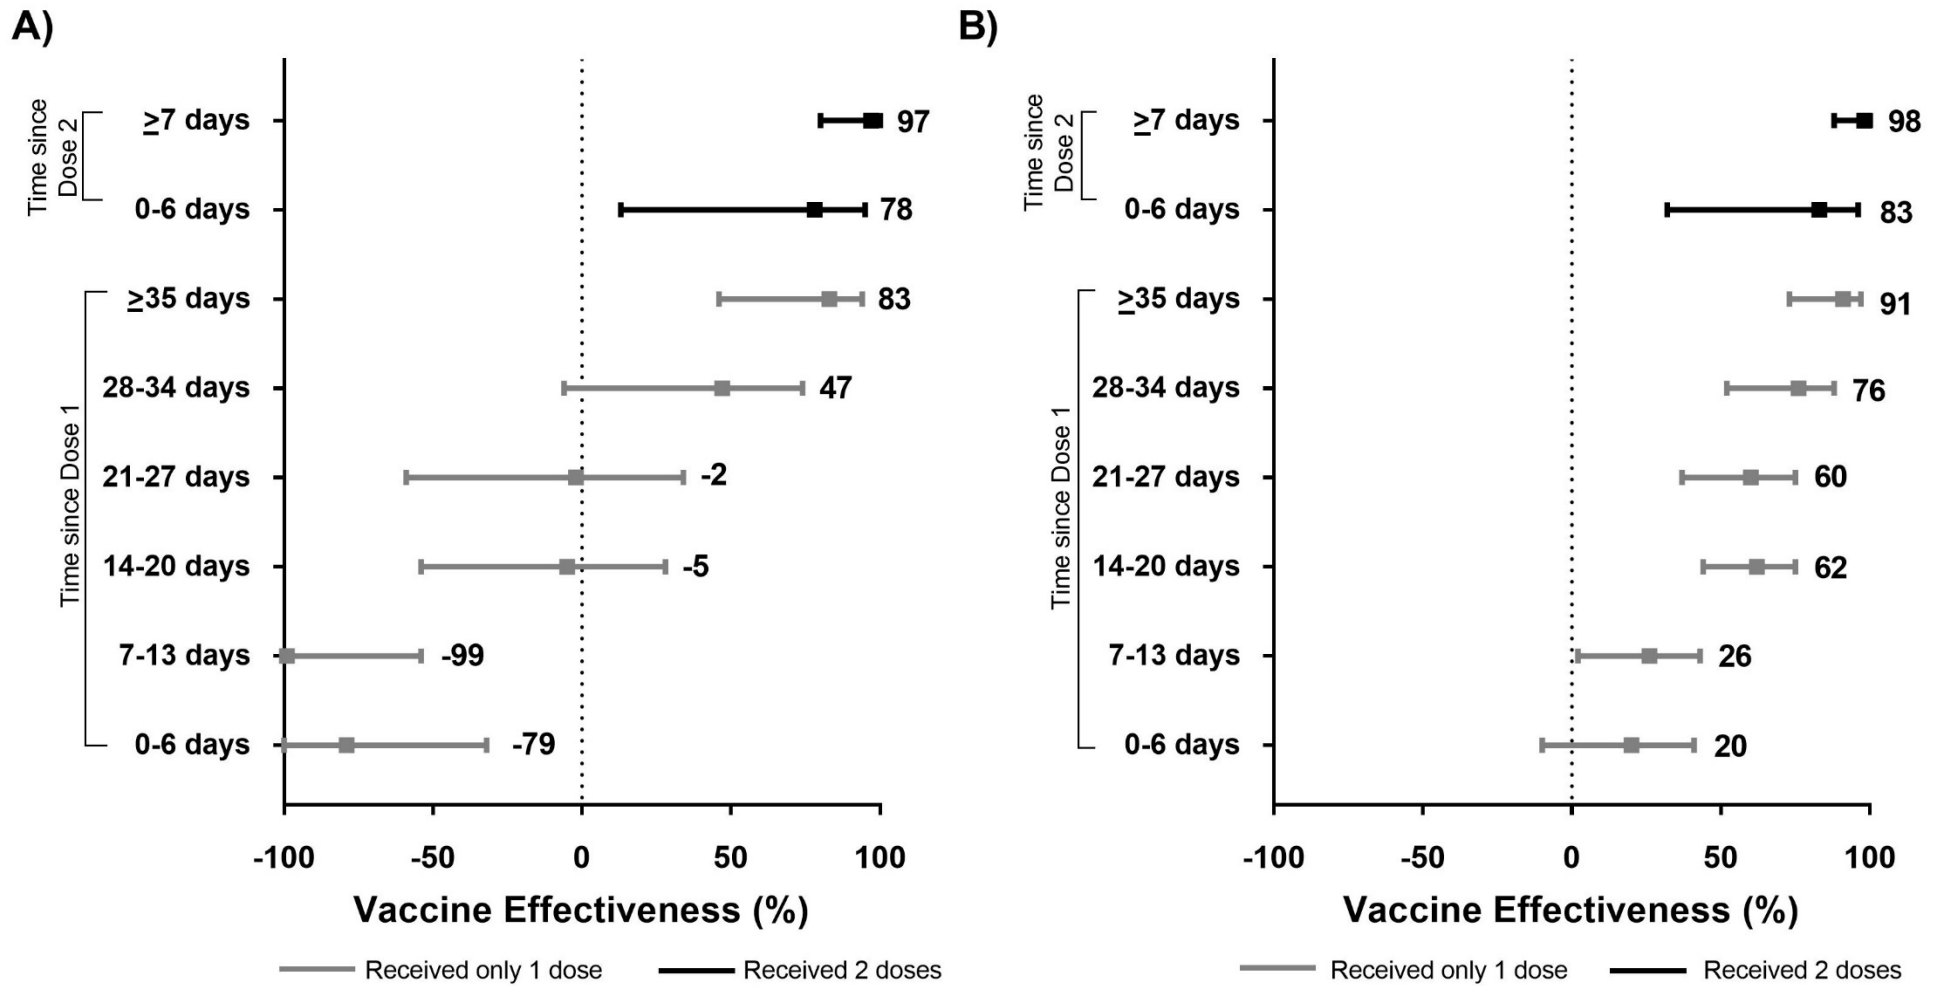 A)
Time since
Dose 2
≥7 days 97
0-6 days 78
Time since Dose 1
≥35 days 83
28-34 days 47
21-27 days -2
14-20 days -5
7-13 days -99
0-6 days -79
-100 -50 0 50 100
Vaccine Effectiveness (%)
Received only 1 dose Received 2 doses
B)
Time since
Dose 2
≥7 days 98
0-6 days 83
Time since Dose 1
≥35 days 91
28-34 days 76
21-27 days 60
14-20 days 62
7-13 days 26
0-6 days 20
-100 -50 0 50 100
Vaccine Effectiveness (%)
Received only 1 dose Received 2 doses